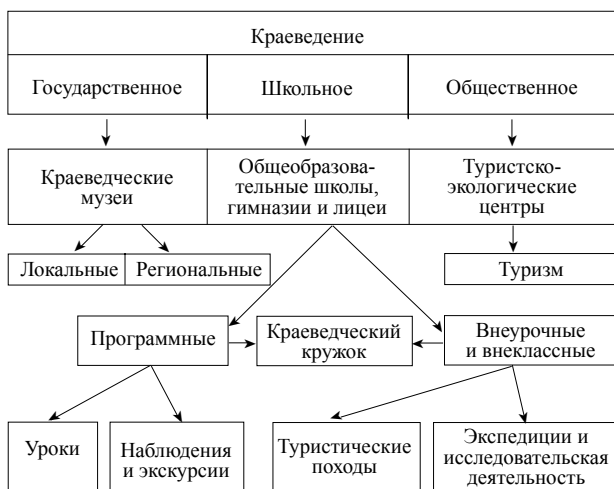 Краеведение
Государственное
Школьное
Общественное
Краеведческие
музеи
Общеобразова-
тельные школы,
гимназии и лицеи
Туристско-
экологические
центры
Локальные
Региональные
Туризм
Программные
Краеведческий
кружок
Внеурочные
и внеклассные
Уроки
Наблюдения
и экскурсии
Туристические
походы
Экспедиции и
исследовательская
деятельность